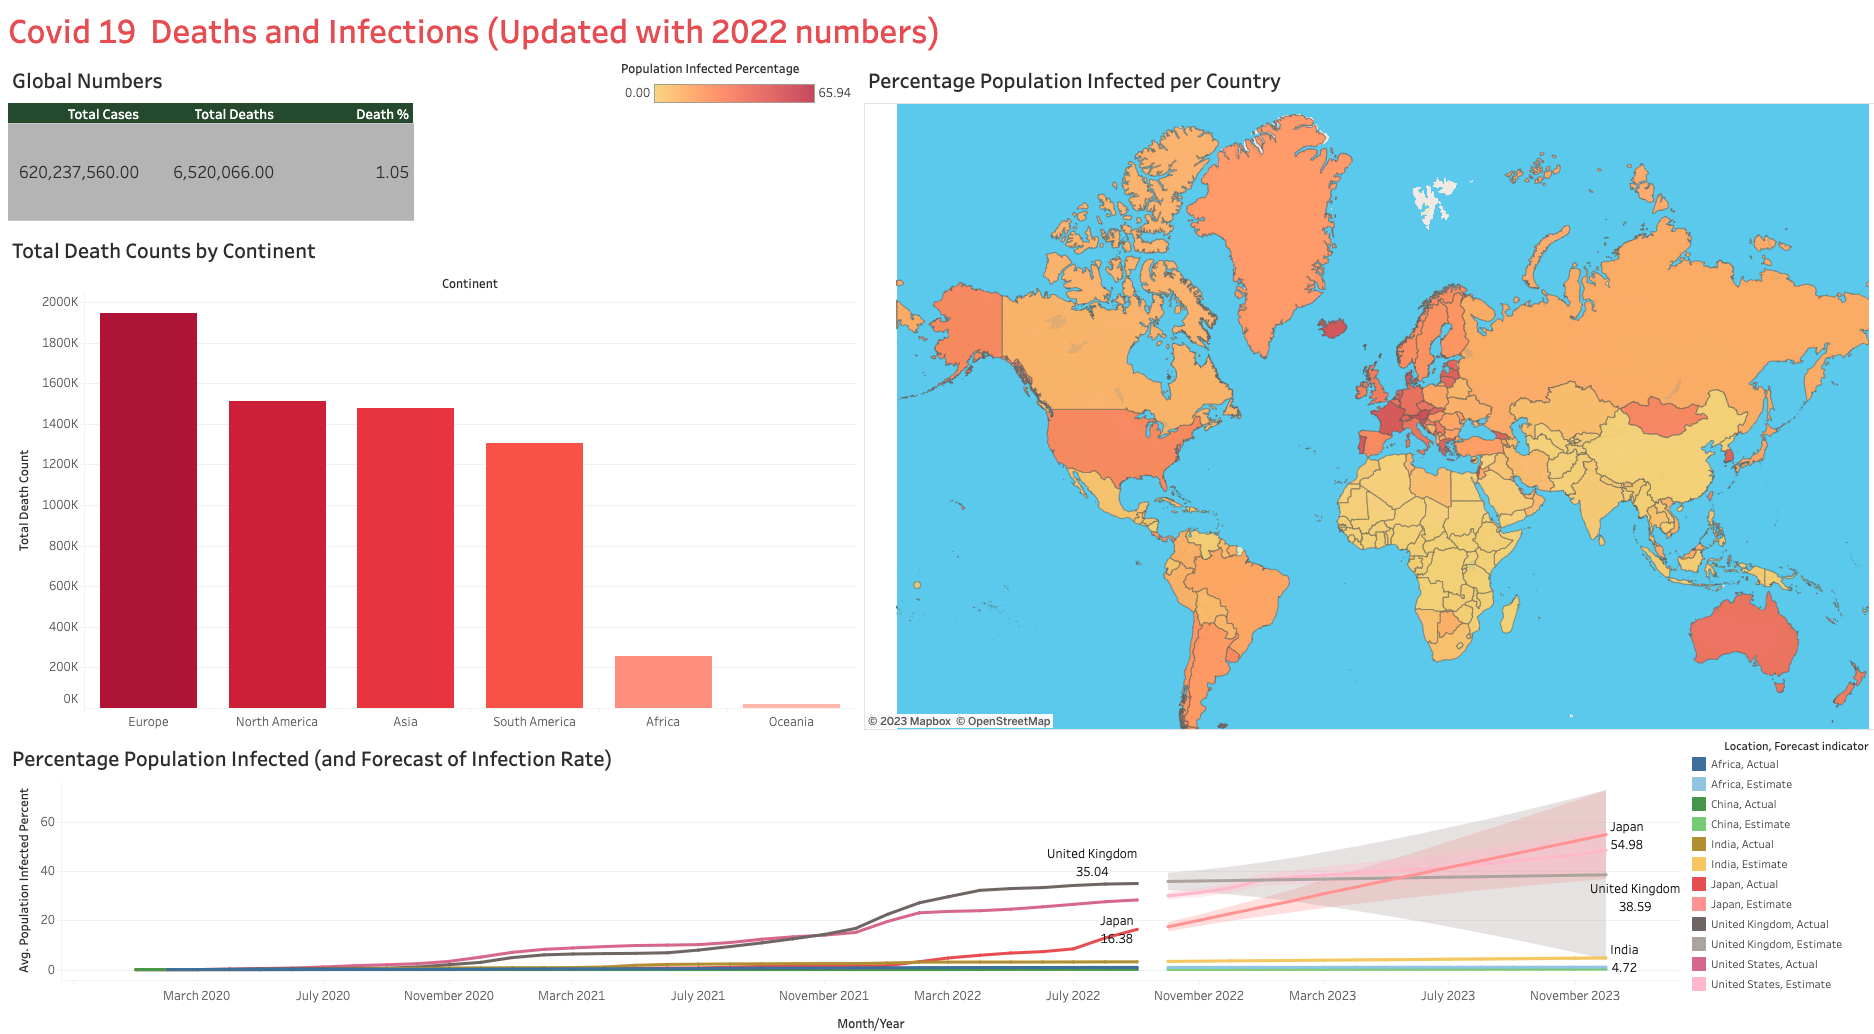 Covid 19  Deaths and Infections (Updated with 2022 numbers)
Global Numbers
Total Cases Total Deaths Death %
620,237,560.00 6,520,066.00 1.05
Population Infected Percentage
0.00 65.94
Percentage Population Infected per Country
© 2023 Mapbox © OpenStreetMap
Total Death Counts by Continent
Continent
Total Death Count
2000K
1800K
1600K
1400K
1200K
1000K
800K
600K
400K
200K
0K
Europe North America Asia South America Africa Oceania
Percentage Population Infected (and Forecast of Infection Rate)
Avg. Population Infected Percent
60
40
20
0
United Kingdom
35.04
Japan
16.38
Japan
54.98
United Kingdom
38.59
India
4.72
March 2020 July 2020 November 2020 March 2021 July 2021 November 2021 March 2022 July 2022 November 2022 March 2023 July 2023 November 2023
Month/Year
Location, Forecast indicator
Africa, Actual
Africa, Estimate
China, Actual
China, Estimate
India, Actual
India, Estimate
Japan, Actual
Japan, Estimate
United Kingdom, Actual
United Kingdom, Estimate
United States, Actual
United States, Estimate